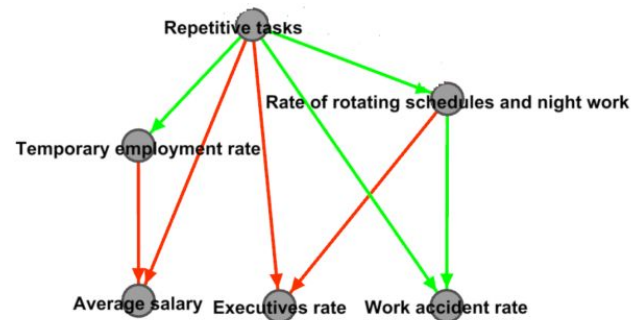 Repetitive tasks
Rate of rotating schedules and night work
Temporary employment rate
Average salary
Executives rate
Work accident rate